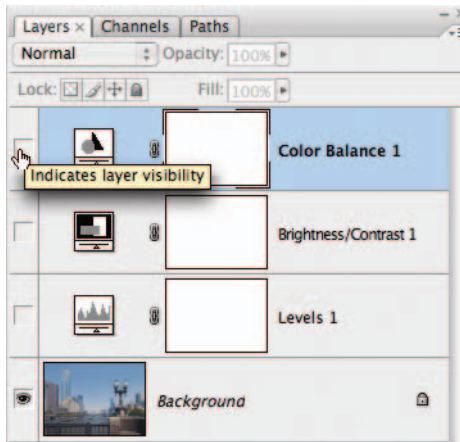 Layers × Channels Paths
Normal Opacity: 100%
Lock: Fill: 100%
Color Balance 1
Indicates layer visibility
Brightness/Contrast 1
Levels 1
Background